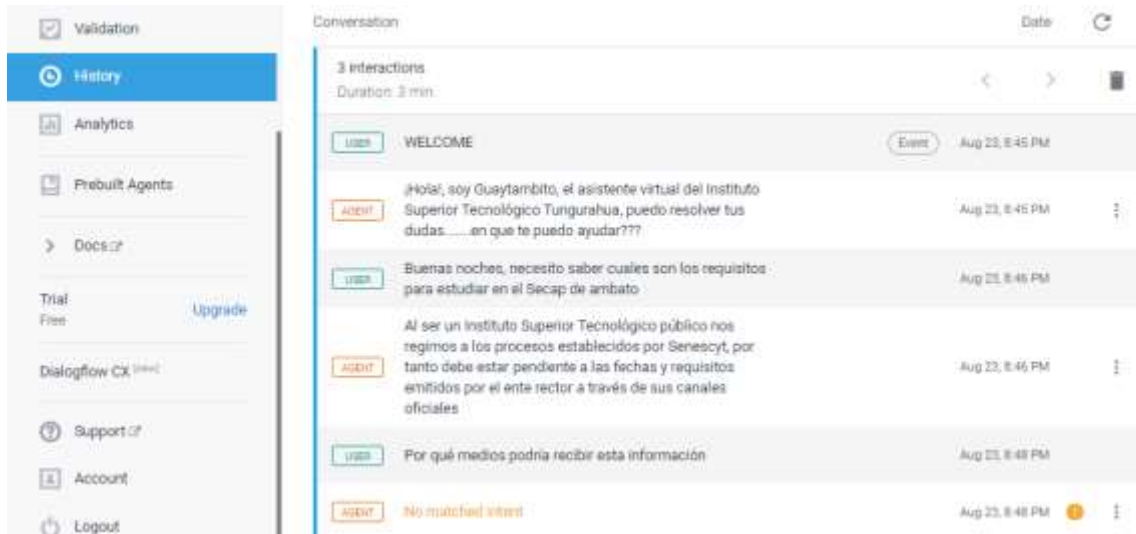 Validation
History
Analytics
Prebuilt Agents
Docs
Trial
Free
Upgrade
Dialogflow CX
Support
Account
Logout
Conversation
Date
3 interactions
Duration: 3 min.
USER
WELCOME
Event
Aug 23, 8:45 PM
AGENT
¡Hola!, soy Guaytambito, el asistente virtual del Instituto
Superior Tecnológico Tungurahua, puedo resolver tus
dudas.......en que te puedo ayudar???
Aug 23, 8:45 PM
USER
Buenas noches, necesito saber cuales son los requisitos
para estudiar en el Secap de ambato
Aug 23, 8:46 PM
AGENT
Al ser un Instituto Superior Tecnológico público nos
regimos a los procesos establecidos por Senescyt, por
tanto debe estar pendiente a las fechas y requisitos
emitidos por el ente rector a través de sus canales
oficiales
Aug 23, 8:46 PM
USER
Por qué medios podría recibir esta información
Aug 23, 8:48 PM
AGENT
No matched intent
Aug 23, 8:48 PM